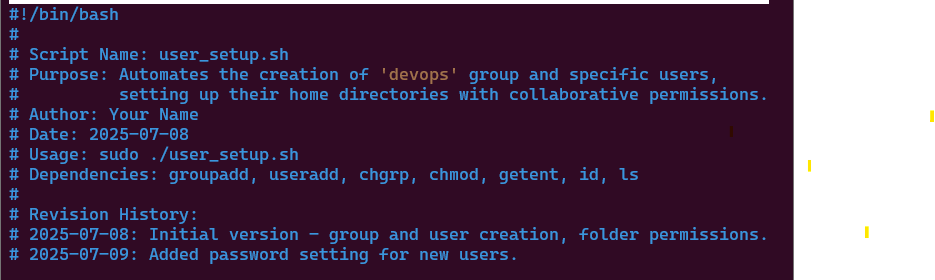 #!/bin/bash
#
# Script Name: user_setup.sh
# Purpose: Automates the creation of 'devops' group and specific users,
#          setting up their home directories with collaborative permissions.
# Author: Your Name
# Date: 2025-07-08
# Usage: sudo ./user_setup.sh
# Dependencies: groupadd, useradd, chgrp, chmod, getent, id, ls
#
# Revision History:
# 2025-07-08: Initial version - group and user creation, folder permissions.
# 2025-07-09: Added password setting for new users.